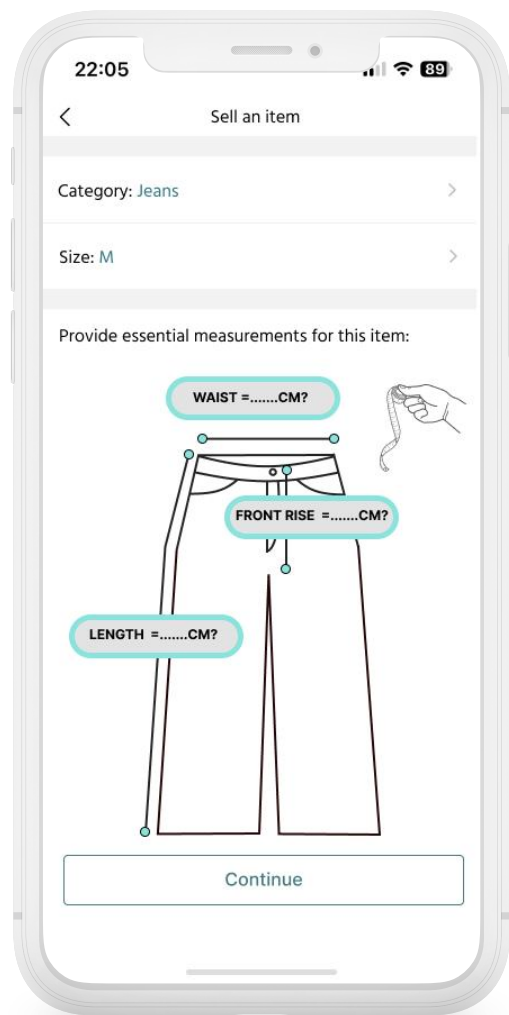 22:05
89
Sell an item
Category: Jeans
Size: M
Provide essential measurements for this item:
WAIST =.......CM?
FRONT RISE =.......CM?
LENGTH =.......CM?
Continue